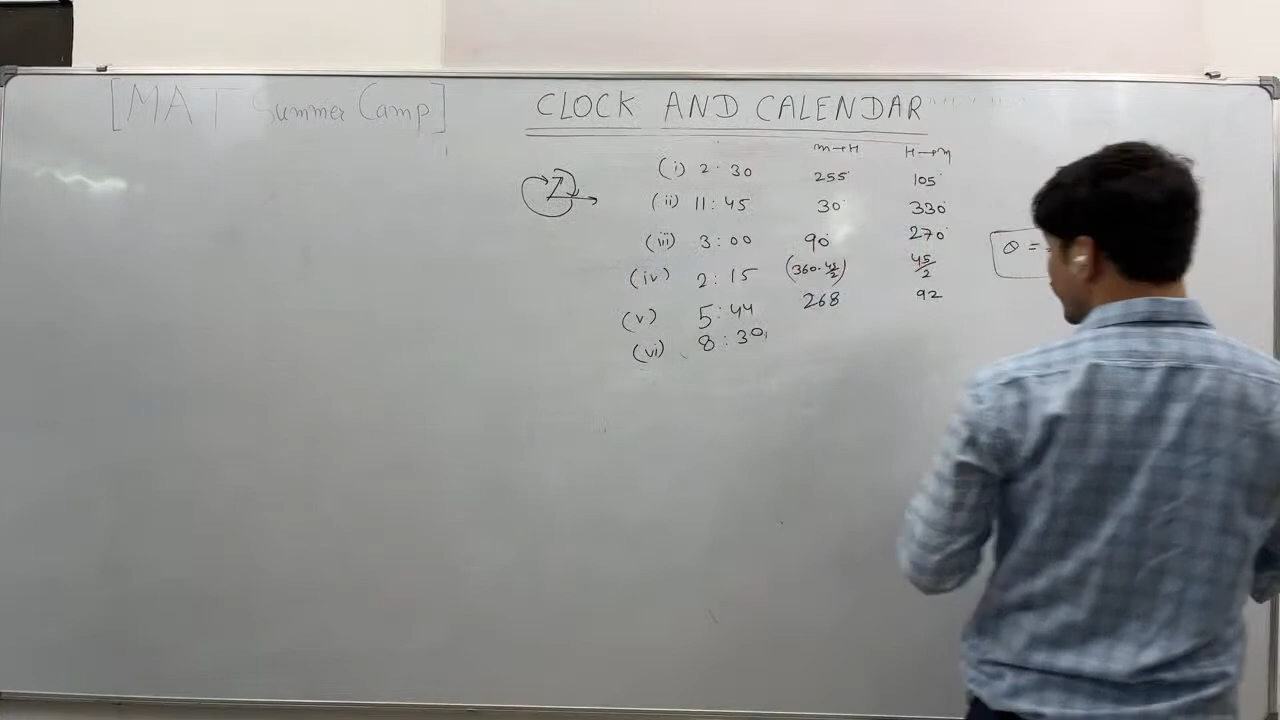 [MAT Summer Camp] CLOCK AND CALENDAR
m→H H→m
(i) 2:30 255° 105°
(ii) 11:45 30° 330°
(iii) 3:00 90° 270°
(iv) 2:15 (360-45/2) 45/2
(v) 5:44 268 92
(vi) 8:30
θ =